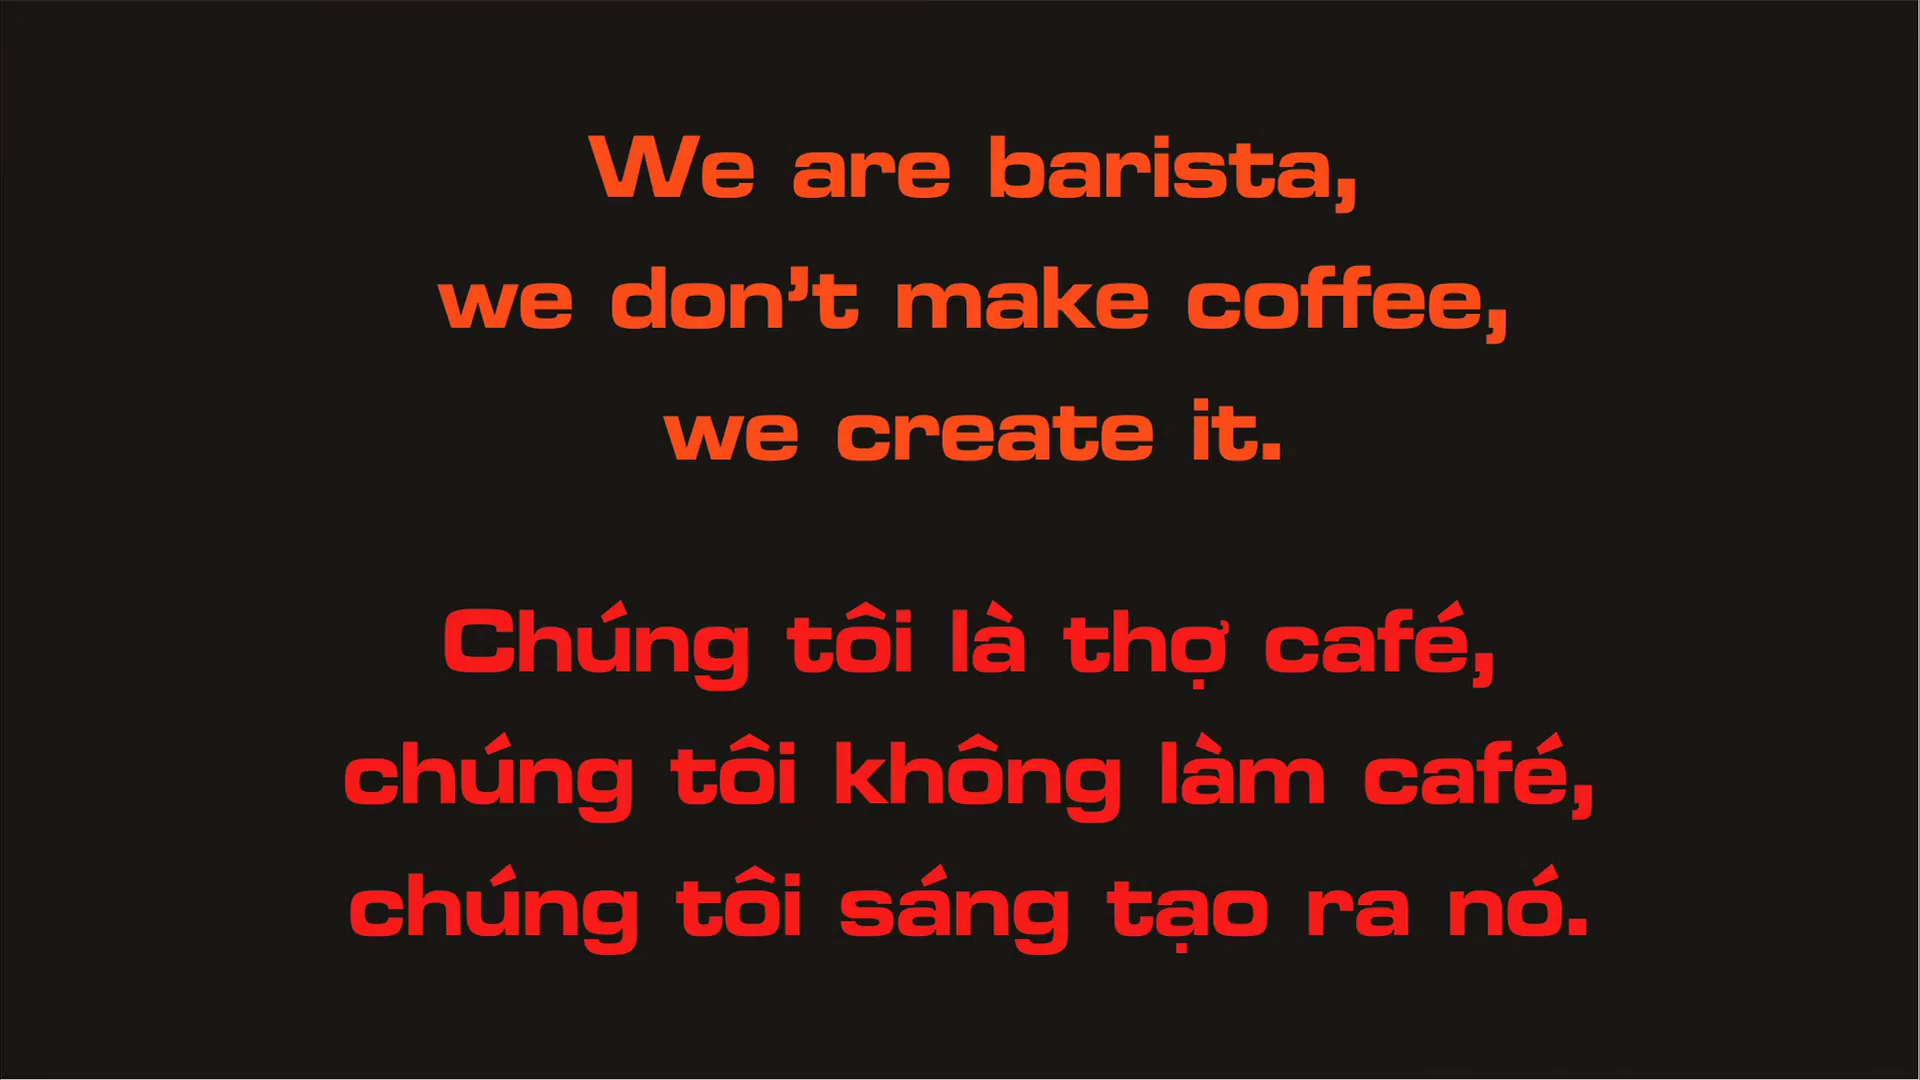 We are barista,
we don’t make coffee,
we create it.
Chúng tôi là thợ café,
chúng tôi không làm café,
chúng tôi sáng tạo ra nó.